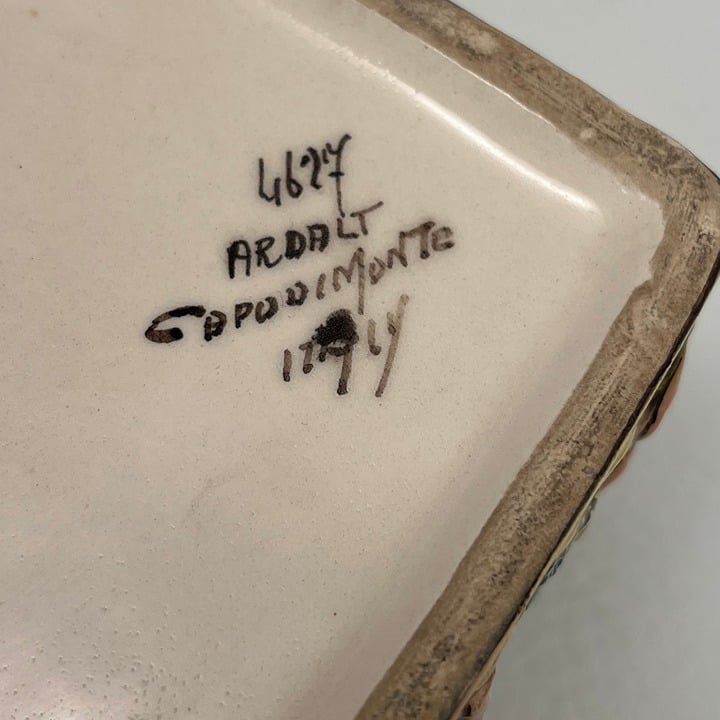 4627
ARDALT
CAPODIMONTE
ITALY